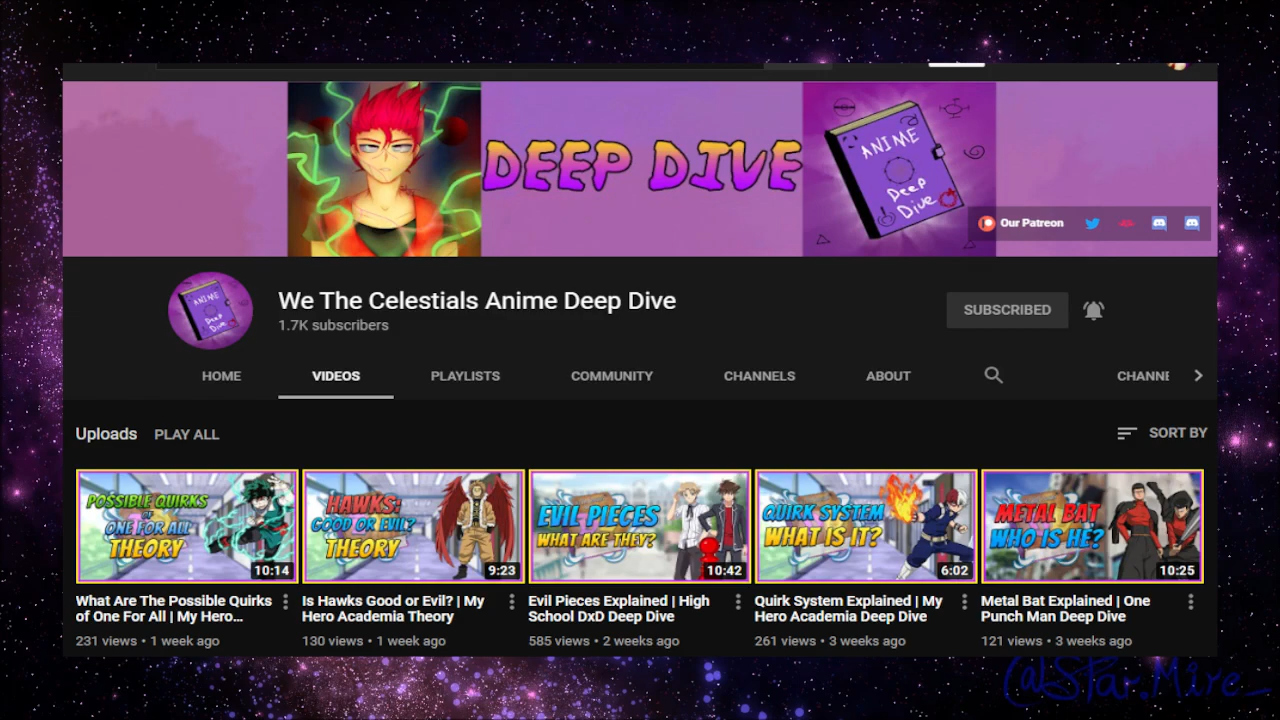 DEEP DIVE
ANIME
Deep
Dive
Our Patreon
ANIME
Deep
Dive
We The Celestials Anime Deep Dive
1.7K subscribers
SUBSCRIBED
HOME
VIDEOS
PLAYLISTS
COMMUNITY
CHANNELS
ABOUT
CHANNE
Uploads PLAY ALL
SORT BY
POSSIBLE QUIRKS
OF
ONE FOR ALL
THEORY
10:14
What Are The Possible Quirks
of One For All | My Hero...
231 views • 1 week ago
HAWKS:
GOOD OR EVIL?
THEORY
9:23
Is Hawks Good or Evil? | My
Hero Academia Theory
130 views • 1 week ago
EVIL PIECES
WHAT ARE THEY?
10:42
Evil Pieces Explained | High
School DxD Deep Dive
585 views • 2 weeks ago
QUIRK SYSTEM
WHAT IS IT?
6:02
Quirk System Explained | My
Hero Academia Deep Dive
261 views • 3 weeks ago
METAL BAT
WHO IS HE?
10:25
Metal Bat Explained | One
Punch Man Deep Dive
121 views • 3 weeks ago